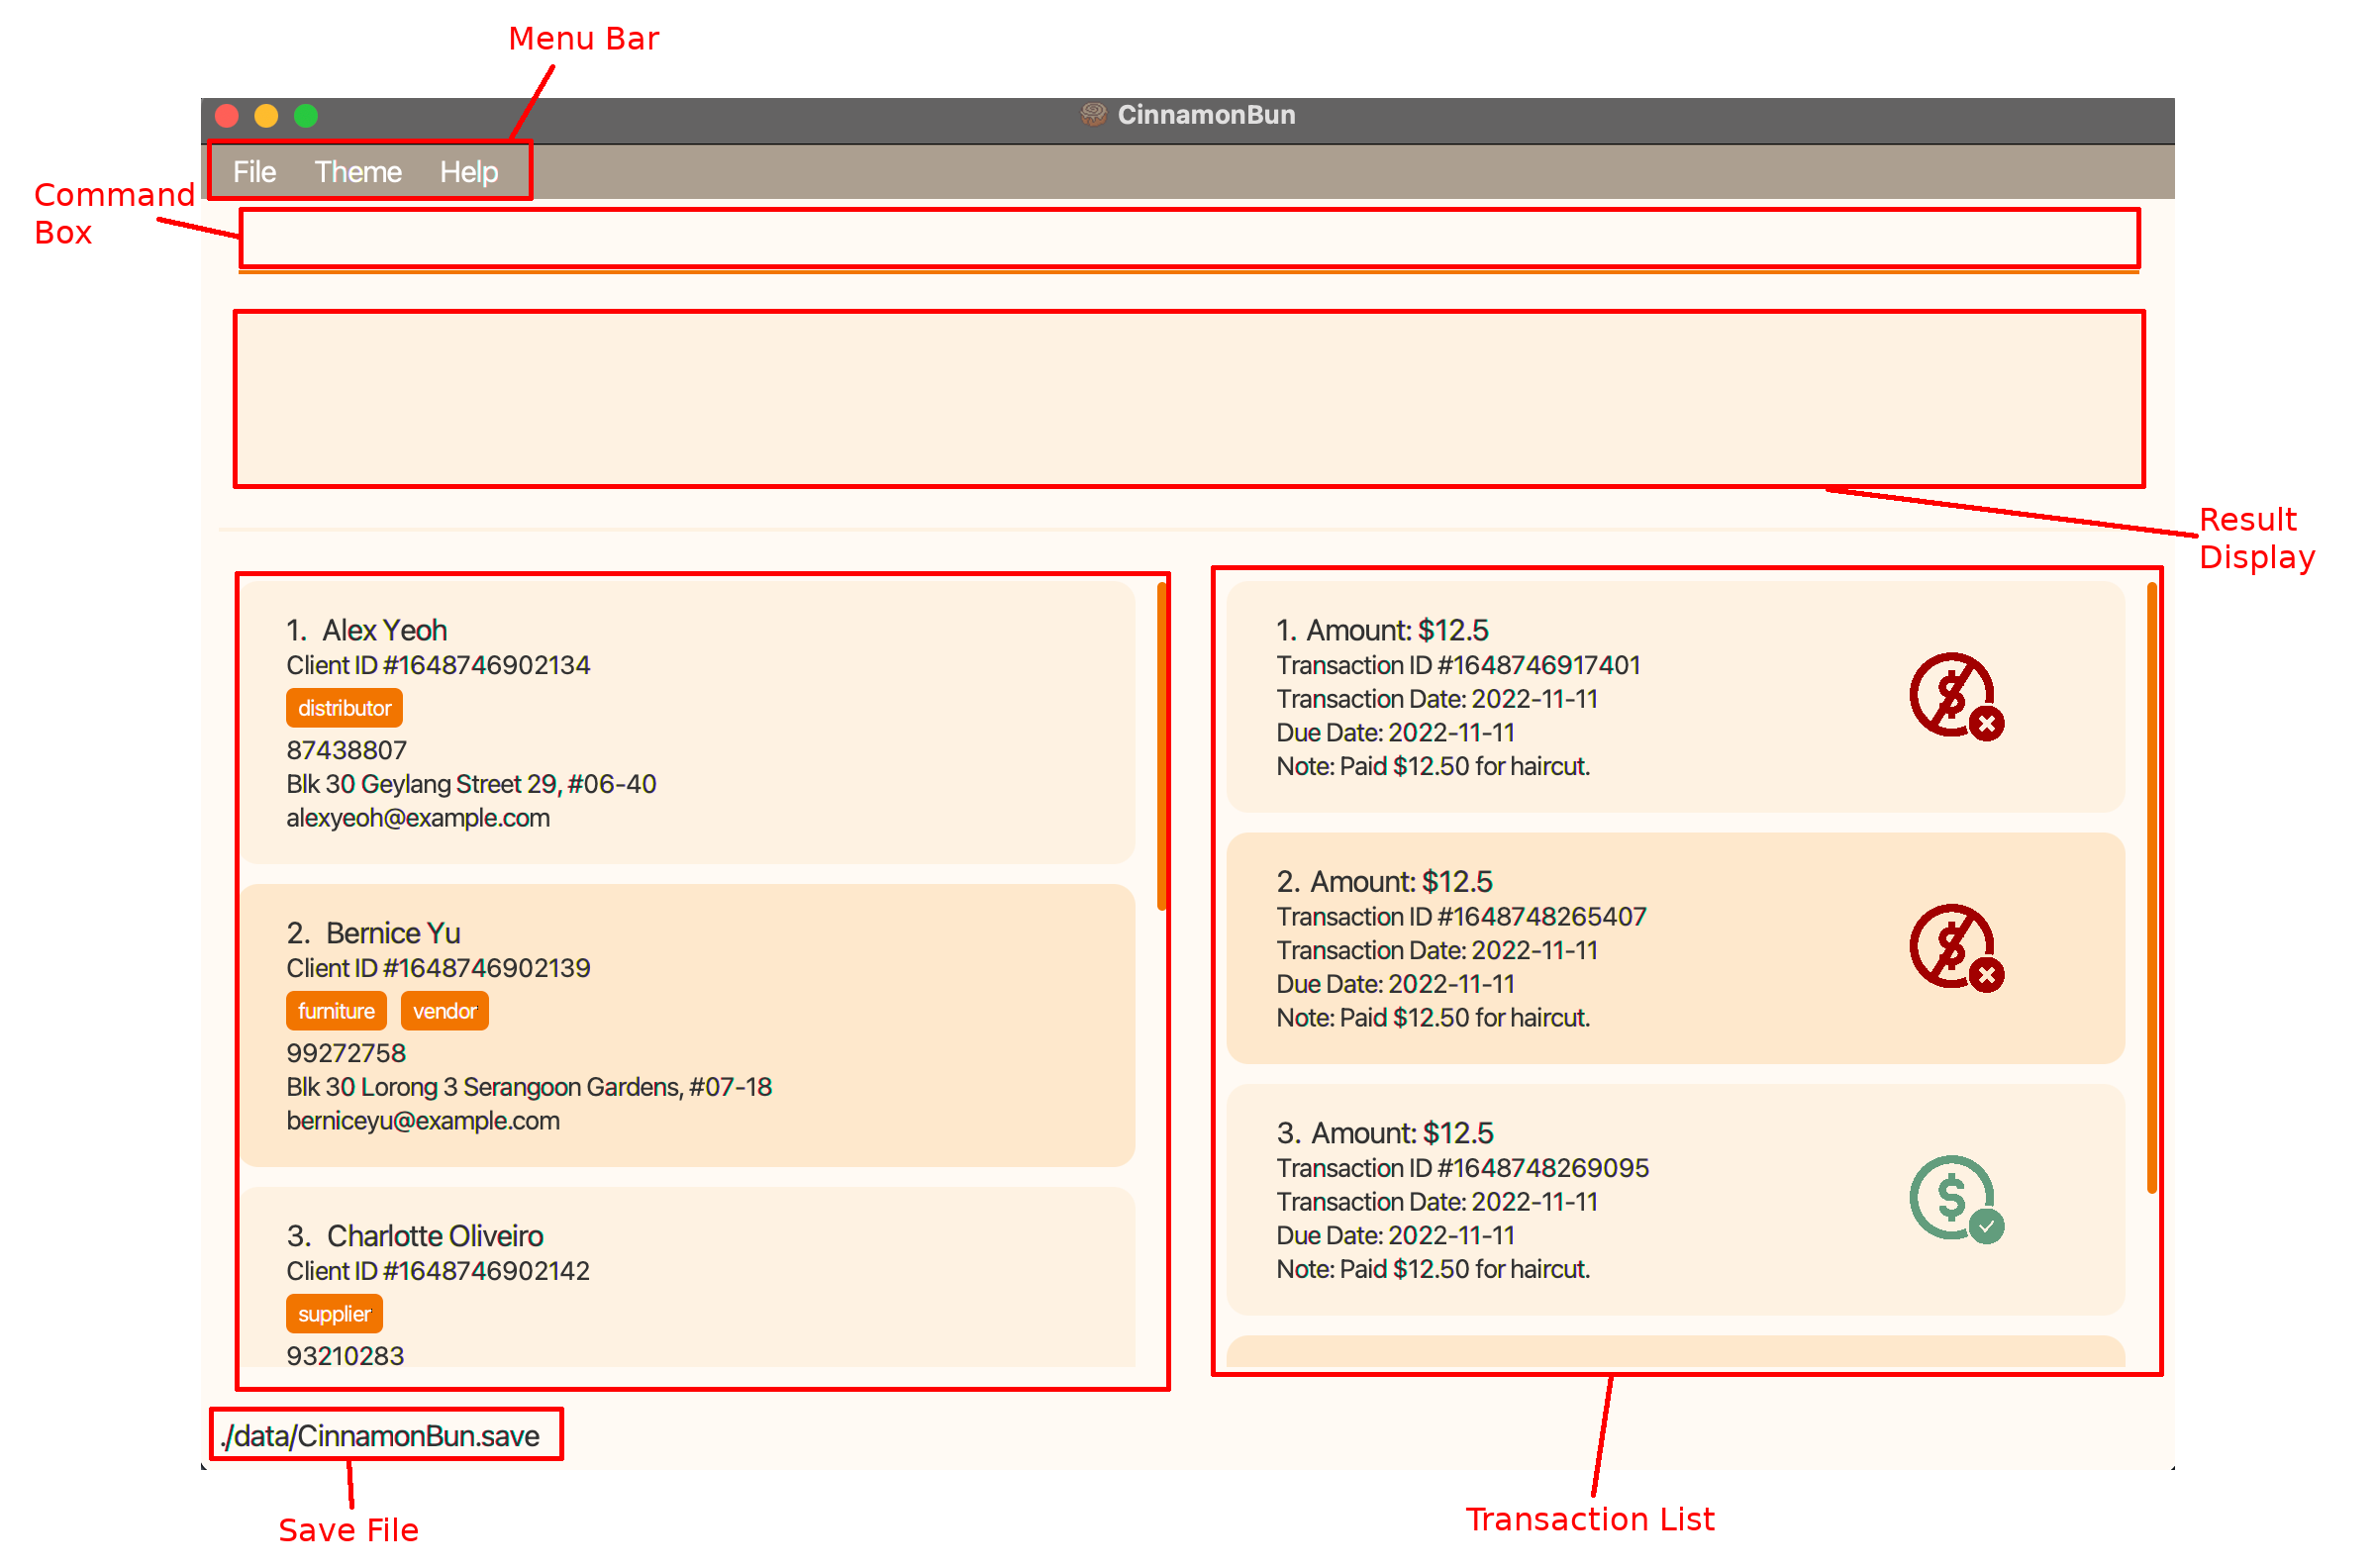 Menu Bar
CinnamonBun
File Theme Help
Command
Box
Result
Display
1. Alex Yeoh
Client ID #1648746902134
distributor
87438807
Blk 30 Geylang Street 29, #06-40
alexyeoh@example.com
2. Bernice Yu
Client ID #1648746902139
furniture vendor
99272758
Blk 30 Lorong 3 Serangoon Gardens, #07-18
berniceyu@example.com
3. Charlotte Oliveiro
Client ID #1648746902142
supplier
93210283
1. Amount: $12.5
Transaction ID #1648746917401
Transaction Date: 2022-11-11
Due Date: 2022-11-11
Note: Paid $12.50 for haircut.
2. Amount: $12.5
Transaction ID #1648748265407
Transaction Date: 2022-11-11
Due Date: 2022-11-11
Note: Paid $12.50 for haircut.
3. Amount: $12.5
Transaction ID #1648748269095
Transaction Date: 2022-11-11
Due Date: 2022-11-11
Note: Paid $12.50 for haircut.
./data/CinnamonBun.save
Save File
Transaction List